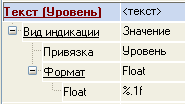 Текст (Уровень) <текст>
Вид индикации Значение
Привязка Уровень
Формат Float
Float %.1f